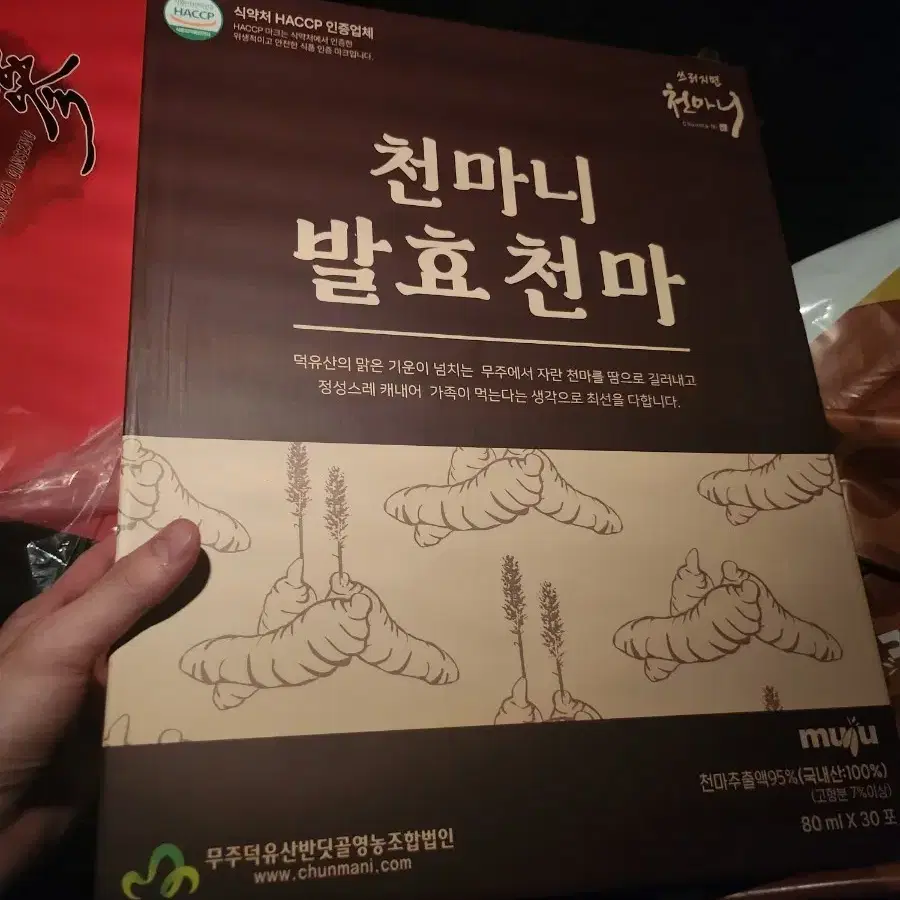 HACCP
식약처 HACCP 인증업체
HACCP 마크는 식약처에서 인증한
위생적이고 안전한 식품 인증 마크입니다.
쓰러지면
천마니
천마니
발효천마
덕유산의 맑은 기운이 넘치는 무주에서 자란 천마를 땀으로 길러내고
정성스레 캐내어 가족이 먹는다는 생각으로 최선을 다합니다.
muju
천마추출액95%(국내산:100%)
(고형분 7%이상)
80 ml X 30 포
무주덕유산반딧골영농조합법인
www.chunmani.com
RED GINSENG